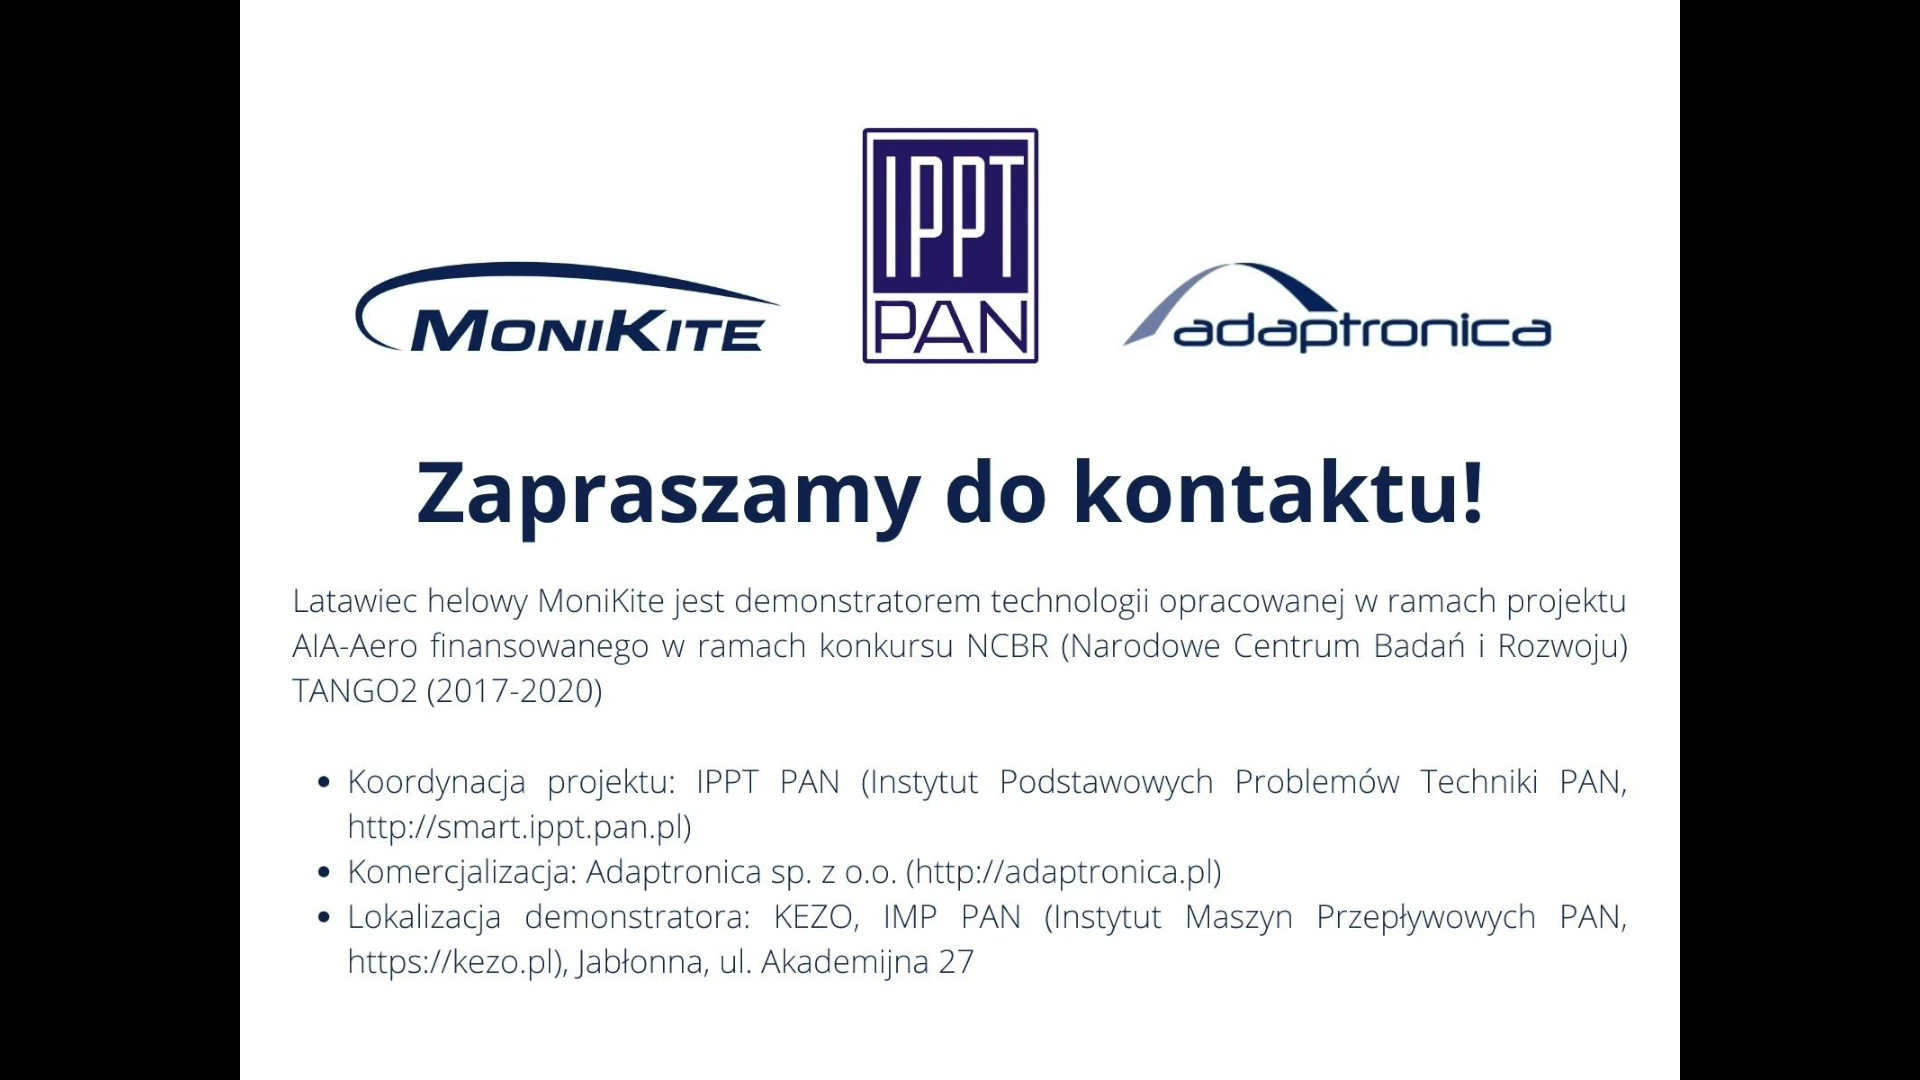 MONIKITE
IPPT
PAN
adaptronica
Zapraszamy do kontaktu!
Latawiec helowy MoniKite jest demonstratorem technologii opracowanej w ramach projektu
AIA-Aero finansowanego w ramach konkursu NCBR (Narodowe Centrum Badań i Rozwoju)
TANGO2 (2017-2020)
• Koordynacja projektu: IPPT PAN (Instytut Podstawowych Problemów Techniki PAN,
http://smart.ippt.pan.pl)
• Komercjalizacja: Adaptronica sp. z o.o. (http://adaptronica.pl)
• Lokalizacja demonstratora: KEZO, IMP PAN (Instytut Maszyn Przepływowych PAN,
https://kezo.pl), Jabłonna, ul. Akademijna 27